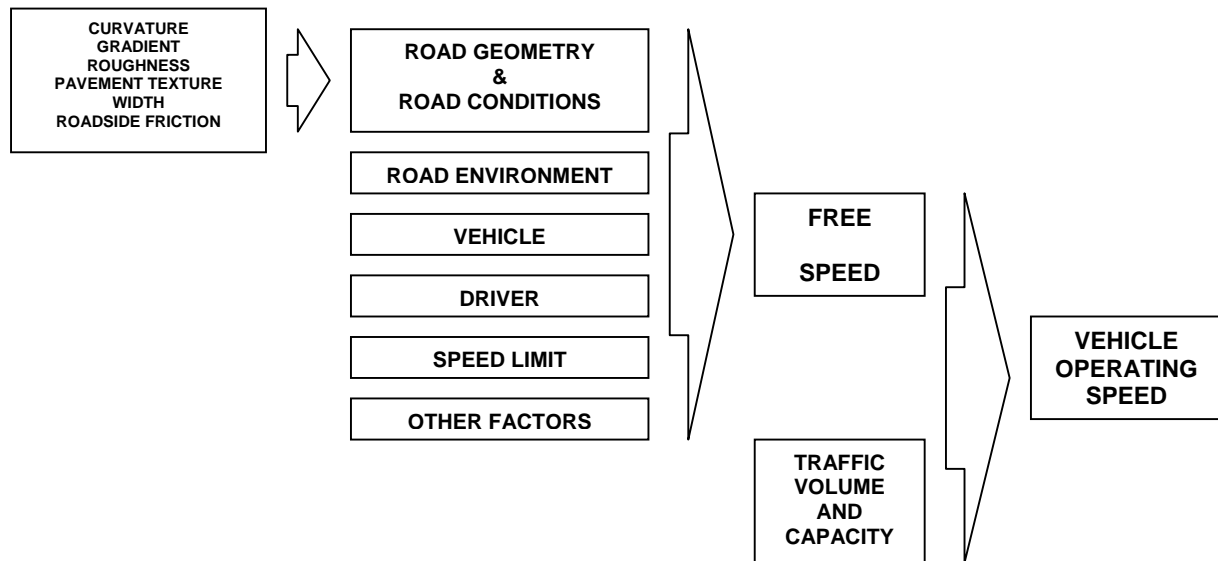 CURVATURE
GRADIENT
ROUGHNESS
PAVEMENT TEXTURE
WIDTH
ROADSIDE FRICTION
ROAD GEOMETRY
&
ROAD CONDITIONS
ROAD ENVIRONMENT
VEHICLE
DRIVER
SPEED LIMIT
OTHER FACTORS
FREE
SPEED
TRAFFIC
VOLUME
AND
CAPACITY
VEHICLE
OPERATING
SPEED